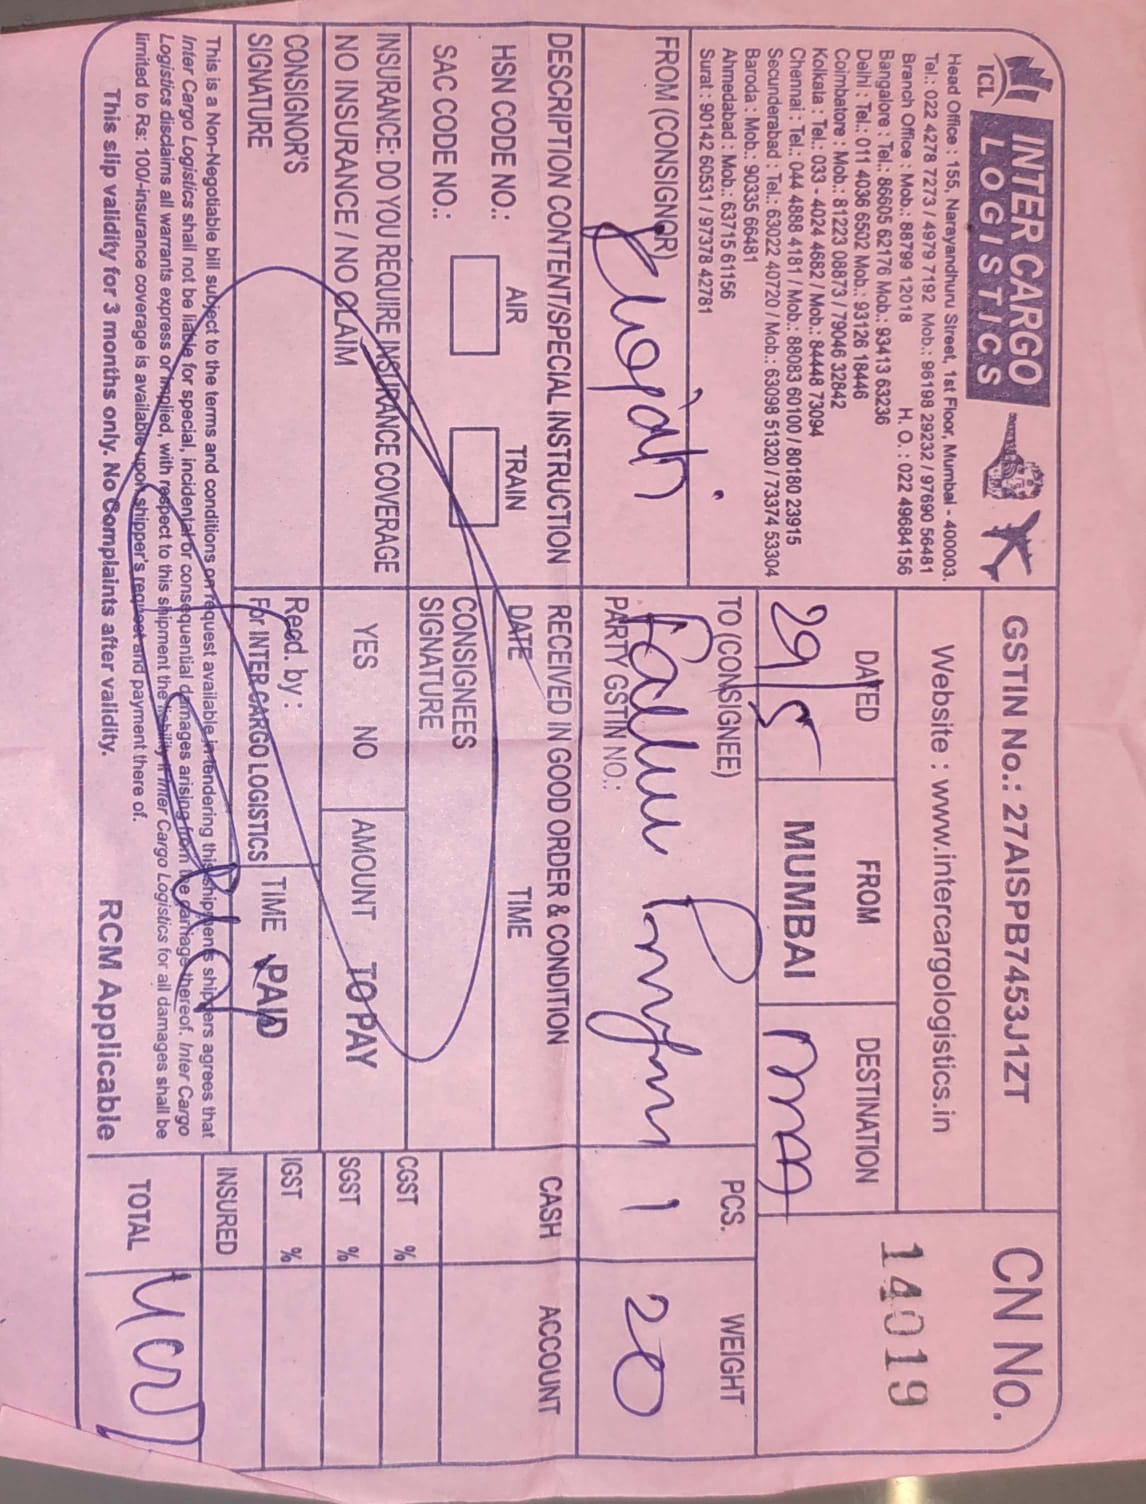 ICL
INTER CARGO
LOGISTICS
Head Office : 155, Narayandhuru Street, 1st Floor, Mumbai - 400003.
Tel.: 022 4278 7273 / 4979 7192 Mob.: 96198 29232 / 97690 56481
Branch Office : Mob.: 88799 12018 H. O. : 022 49684156
Bangalore : Tel.: 86605 62176 Mob.: 93413 63236
Delhi : Tel.: 011 4036 6502 Mob.: 93126 18446
Coimbatore : Mob.: 81223 08873 / 79046 32842
Kolkata : Tel.: 033 - 4024 4682 / Mob.: 84448 73094
Chennai : Tel.: 044 4888 4181 / Mob.: 88083 60100 / 80180 23915
Secunderabad : Tel.: 63022 40720 / Mob.: 63098 51320 / 73374 53304
Baroda : Mob.: 90335 66481
Ahmedabad : Mob.: 63715 61156
Surat : 90142 60531 / 97378 42781
GSTIN No.: 27AISPB7453J1ZT
Website : www.intercargologistics.in
CN No.
14019
DATED
FROM
DESTINATION
29/5
MUMBAI
FROM (CONSIGNOR)
TO (CONSIGNEE)
PARTY GSTIN NO.:
PCS.
WEIGHT
1
20
DESCRIPTION CONTENT/SPECIAL INSTRUCTION
RECEIVED IN GOOD ORDER & CONDITION
CASH
ACCOUNT
HSN CODE NO.:
AIR
TRAIN
DATE
TIME
SAC CODE NO.:
CONSIGNEES
SIGNATURE
CGST %
INSURANCE: DO YOU REQUIRE INSURANCE COVERAGE
NO INSURANCE / NO CLAIM
YES
NO
AMOUNT
TO PAY
SGST %
CONSIGNOR'S
SIGNATURE
Recd. by :
For INTER CARGO LOGISTICS
TIME
PAID
IGST %
This is a Non-Negotiable bill subject to the terms and conditions on request available in tendering this shipments shippers agrees that
Inter Cargo Logistics shall not be liable for special, incidental or consequential damages arising from the carriage thereof. Inter Cargo
Logistics disclaims all warrants express or implied, with respect to this shipment the liability if Inter Cargo Logistics for all damages shall be
limited to Rs: 100/-insurance coverage is available upon shipper's request and payment there of.
INSURED
This slip validity for 3 months only. No Complaints after validity.
RCM Applicable
TOTAL